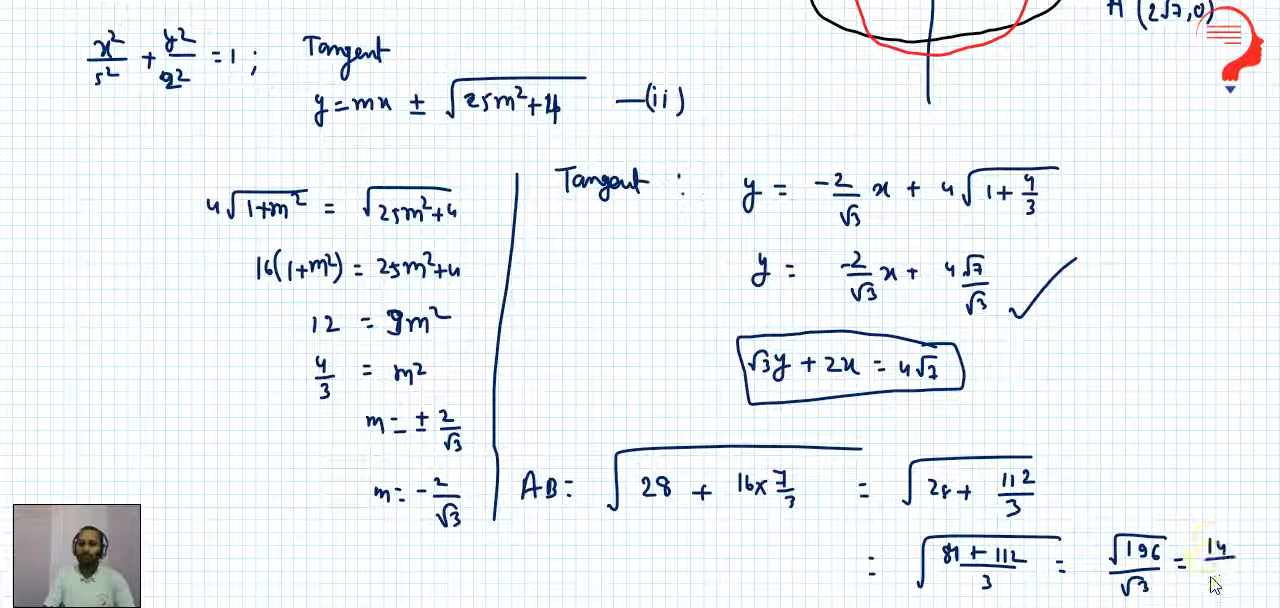 A (2√7, 0)
x²/5² + y²/2² = 1 ; Tangent
y = mx ± √(25m²+4) —(ii)
4√(1+m²) = √(25m²+4)
16(1+m²) = 25m²+4
12 = 9m²
4/3 = m²
m = ± 2/√3
m = - 2/√3
Tangent : y = -2/√3 x + 4√(1+4/3)
y = -2/√3 x + 4√7/√3
√3y + 2x = 4√7
AB = √(28 + 16×7/3) = √(28 + 112/3)
= √((84 + 112)/3) = √196/√3 = 14